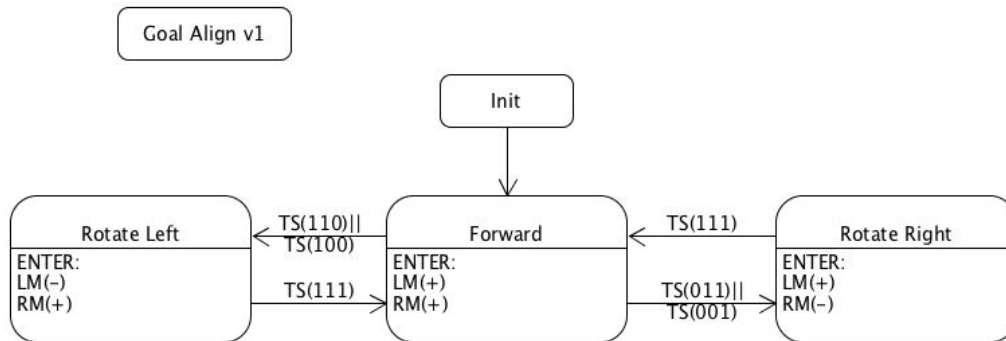 Goal Align v1
Init
Rotate Left
ENTER:
LM(-)
RM(+)
TS(110)||
TS(100)
TS(111)
Forward
ENTER:
LM(+)
RM(+)
TS(111)
TS(011)||
TS(001)
Rotate Right
ENTER:
LM(+)
RM(-)